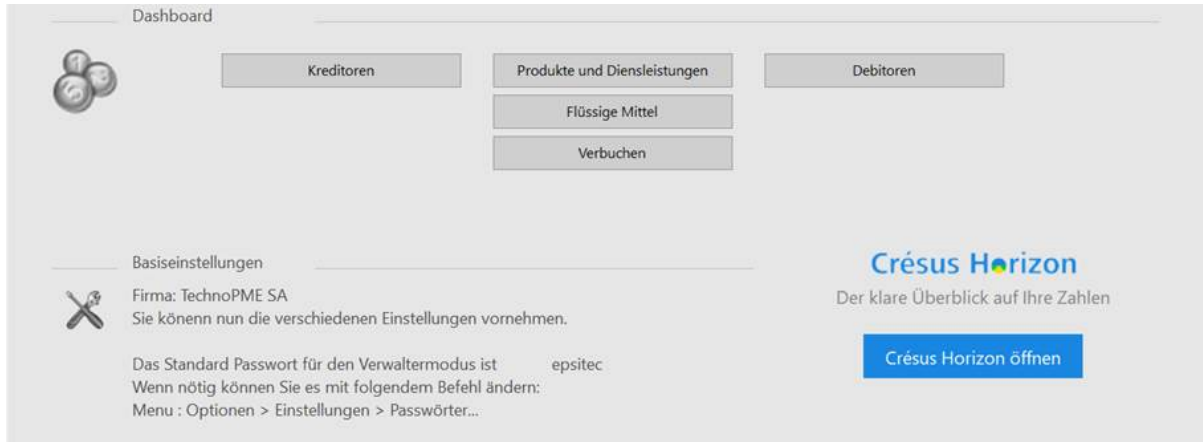 Dashboard
Kreditoren
Produkte und Diensleistungen
Debitoren
Flüssige Mittel
Verbuchen
Basiseinstellungen
Firma: TechnoPME SA
Sie könenn nun die verschiedenen Einstellungen vornehmen.
Das Standard Passwort für den Verwaltermodus ist epsitec
Wenn nötig können Sie es mit folgendem Befehl ändern:
Menu : Optionen > Einstellungen > Passwörter...
Crésus Horizon
Der klare Überblick auf Ihre Zahlen
Crésus Horizon öffnen